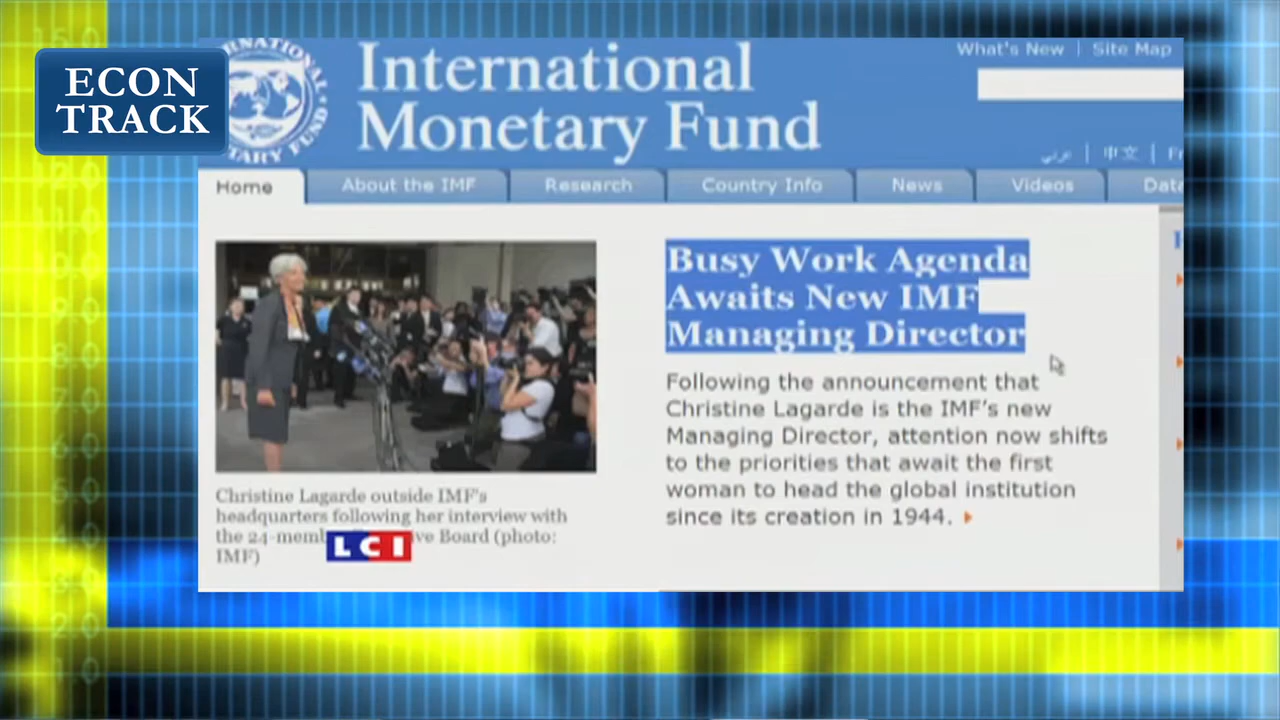 ECON
TRACK
International
Monetary Fund
What's New | Site Map
عربي | 中文 |
Home
About the IMF
Research
Country Info
News
Videos
Busy Work Agenda
Awaits New IMF
Managing Director
Following the announcement that
Christine Lagarde is the IMF's new
Managing Director, attention now shifts
to the priorities that await the first
woman to head the global institution
since its creation in 1944.
Christine Lagarde outside IMF's
headquarters following her interview with
the 24- Board (photo:
IMF)
LCI